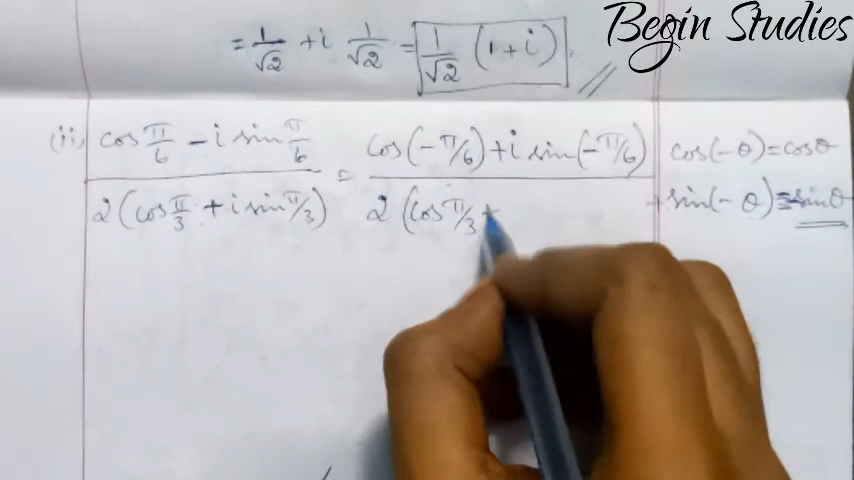 Begin Studies
= 1/√2 + i 1/√2 = 1/√2 (1+i).
(ii) cos π/6 - i sin π/6 / 2(cos π/3 + i sin π/3) = cos(-π/6) + i sin(-π/6) / 2(cos π/3 +
cos(-θ) = cosθ
sin(-θ) = -sinθ